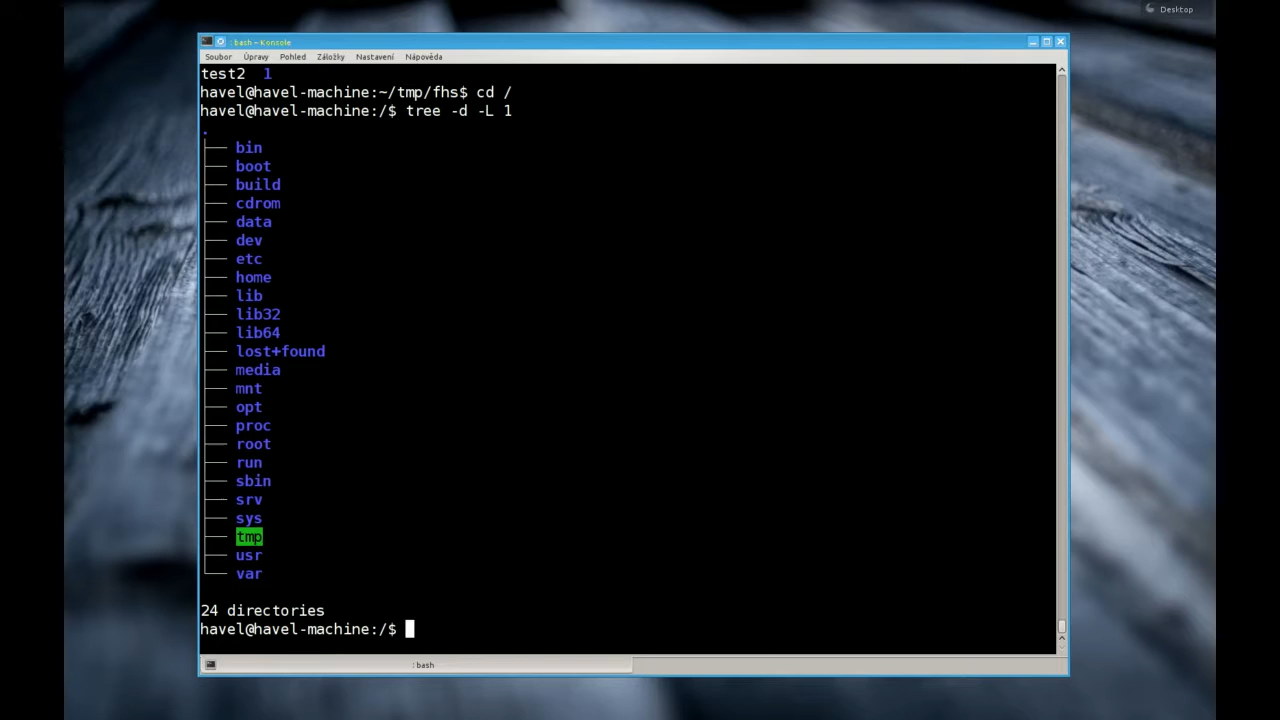 Desktop
: bash – Konsole
Soubor Úpravy Pohled Záložky Nastavení Nápověda
test2 1
havel@havel-machine:~/tmp/fhs$ cd /
havel@havel-machine:/$ tree -d -L 1
.
├── bin
├── boot
├── build
├── cdrom
├── data
├── dev
├── etc
├── home
├── lib
├── lib32
├── lib64
├── lost+found
├── media
├── mnt
├── opt
├── proc
├── root
├── run
├── sbin
├── srv
├── sys
├── tmp
├── usr
└── var
24 directories
havel@havel-machine:/$
: bash